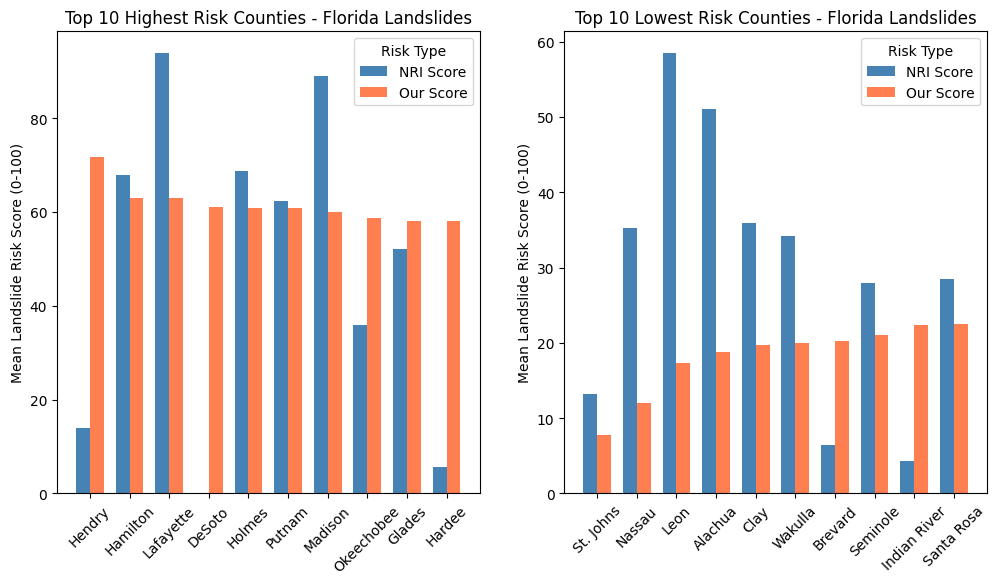 Top 10 Highest Risk Counties - Florida Landslides
Mean Landslide Risk Score (0-100)
80
60
40
20
0
Risk Type
NRI Score
Our Score
Hendry
Hamilton
Lafayette
DeSoto
Holmes
Putnam
Madison
Okeechobee
Glades
Hardee
Top 10 Lowest Risk Counties - Florida Landslides
Mean Landslide Risk Score (0-100)
60
50
40
30
20
10
0
Risk Type
NRI Score
Our Score
St. Johns
Nassau
Leon
Alachua
Clay
Wakulla
Brevard
Seminole
Indian River
Santa Rosa